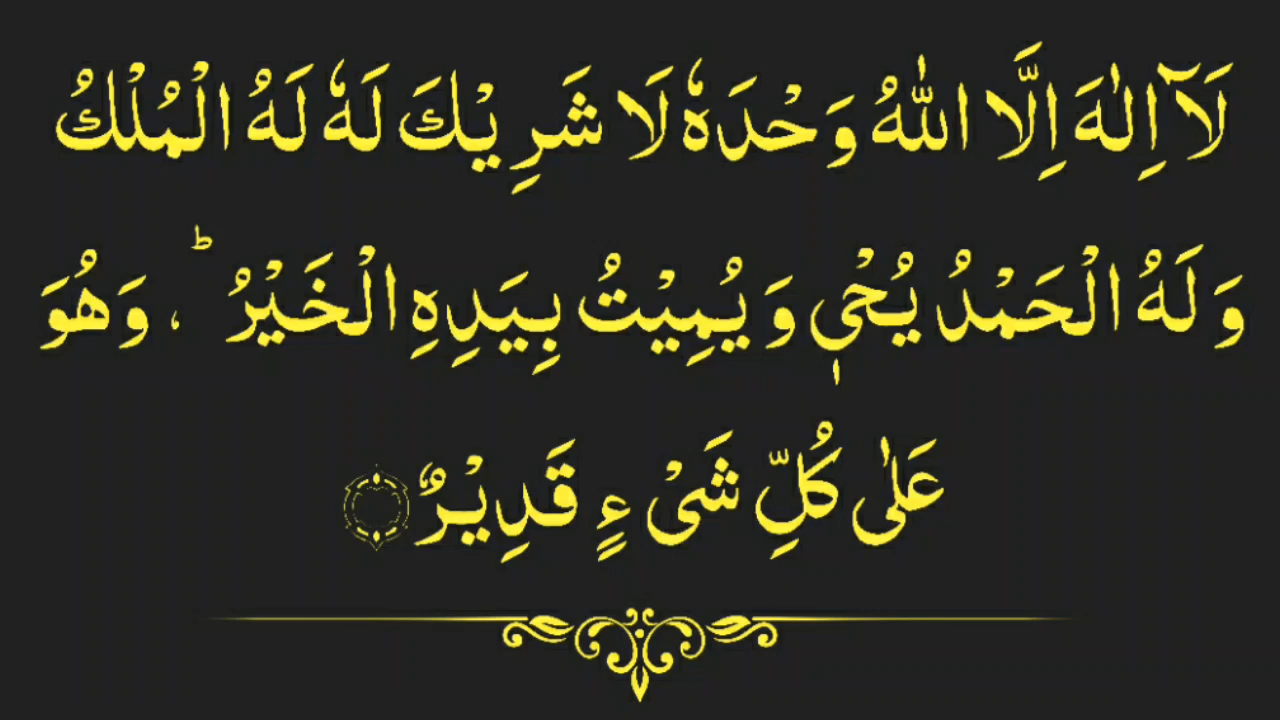 لَآ اِلٰهَ اِلَّا اللّٰهُ وَحْدَهٗ لَا شَرِيْكَ لَهٗ لَهُ الْمُلْكُ
وَلَهُ الْحَمْدُ يُحْيٖ وَيُمِيْتُ بِيَدِهِ الْخَيْرُ ؕ ، وَهُوَ
عَلٰى كُلِّ شَىْءٍ قَدِيْرٌ ۝